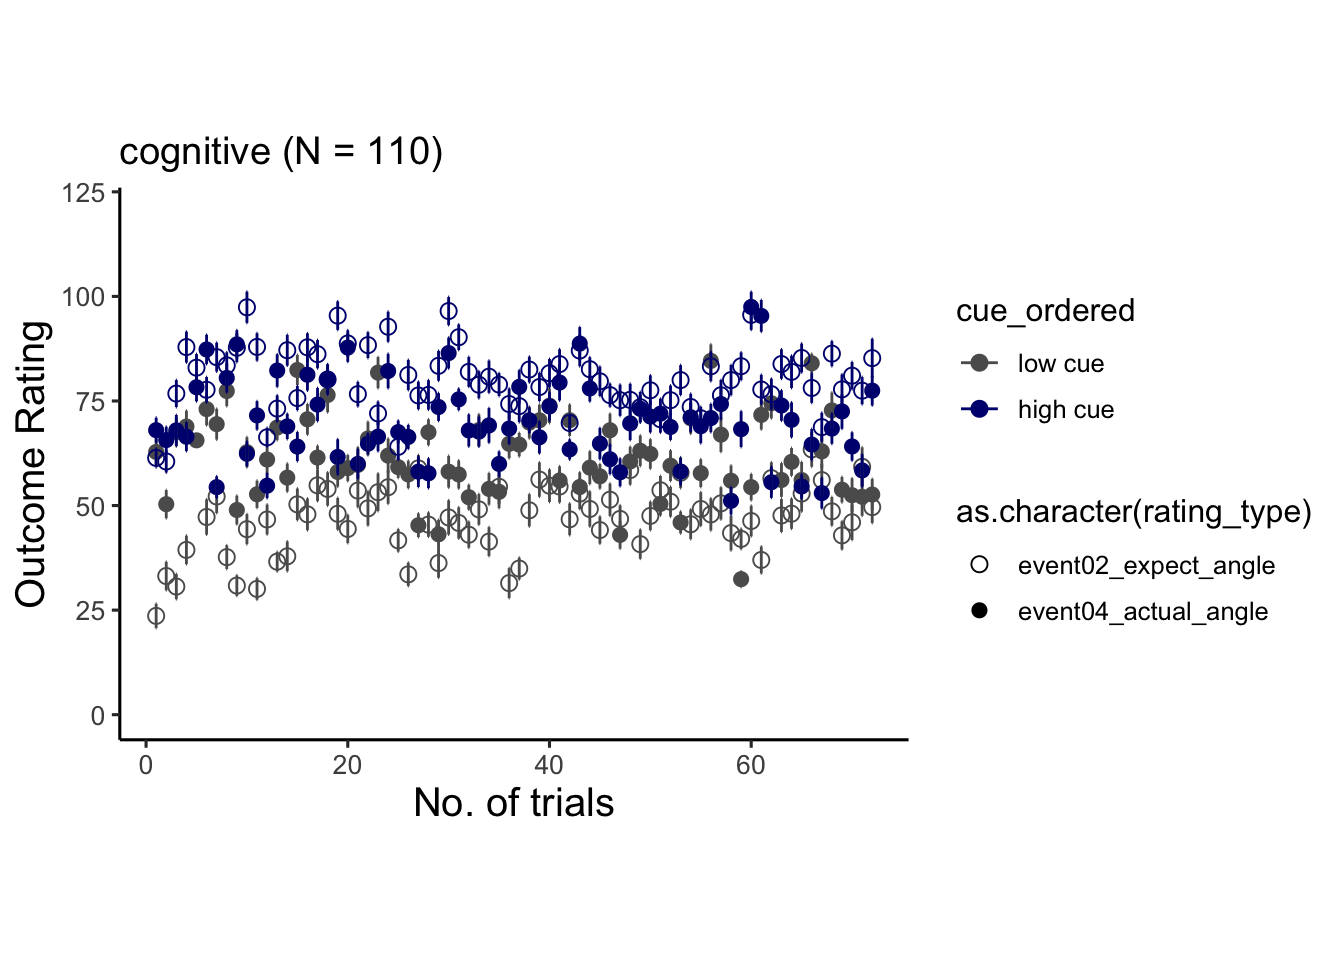 cognitive (N = 110)
125
100
75
50
25
0
Outcome Rating
0 20 40 60
No. of trials
cue_ordered
low cue
high cue
as.character(rating_type)
event02_expect_angle
event04_actual_angle